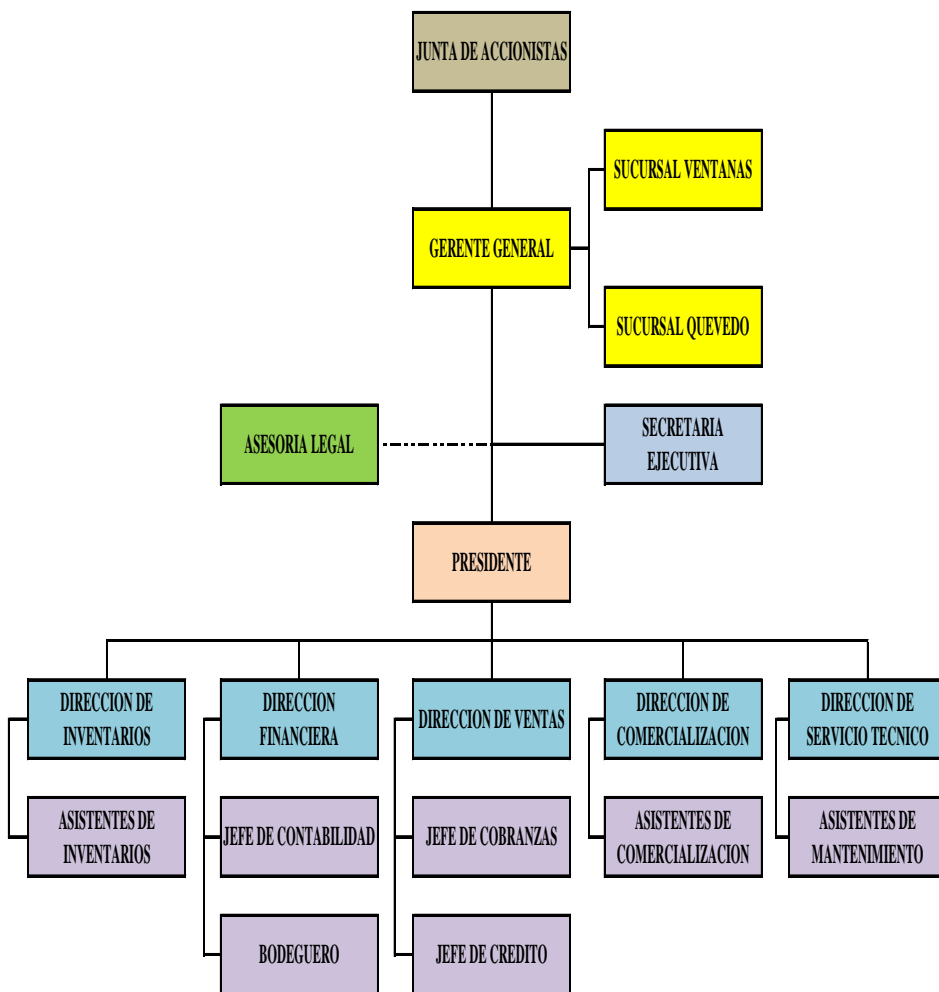 JUNTA DE ACCIONISTAS
SUCURSAL VENTANAS
GERENTE GENERAL
SUCURSAL QUEVEDO
ASESORIA LEGAL
SECRETARIA
EJECUTIVA
PRESIDENTE
DIRECCION DE
INVENTARIOS
DIRECCION
FINANCIERA
DIRECCION DE VENTAS
DIRECCION DE
COMERCIALIZACION
DIRECCION DE
SERVICIO TECNICO
ASISTENTES DE
INVENTARIOS
JEFE DE CONTABILIDAD
JEFE DE COBRANZAS
ASISTENTES DE
COMERCIALIZACION
ASISTENTES DE
MANTENIMIENTO
BODEGUERO
JEFE DE CREDITO